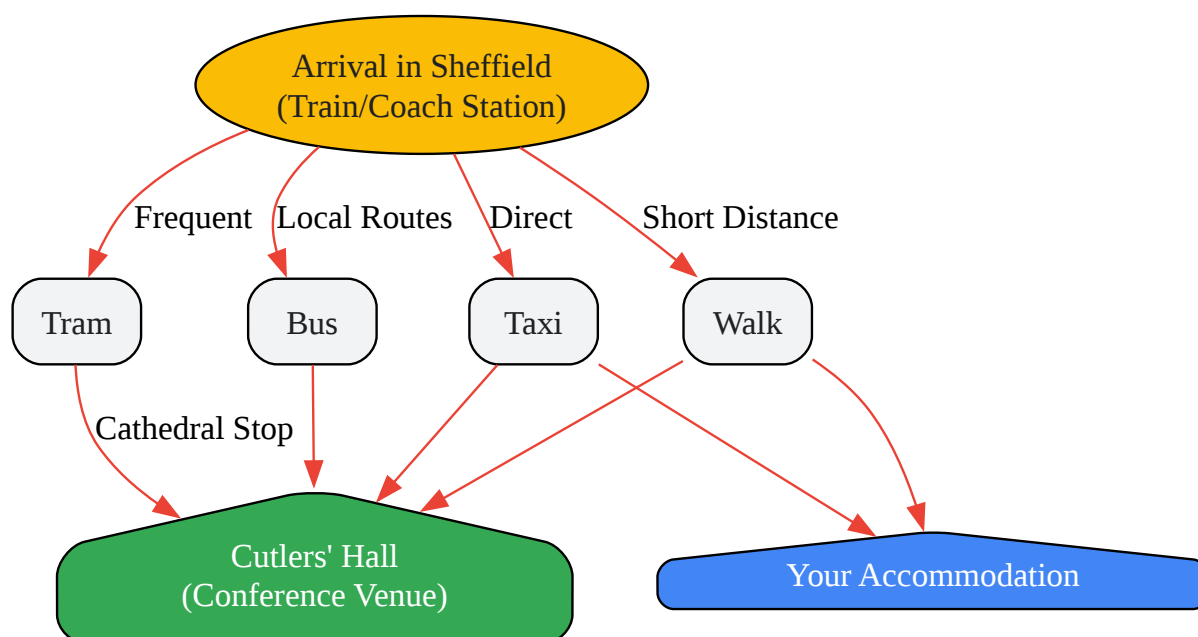 Arrival in Sheffield
(Train/Coach Station)
Frequent
Local Routes
Direct
Short Distance
Tram
Bus
Taxi
Walk
Cathedral Stop
Cutlers' Hall
(Conference Venue)
Your Accommodation